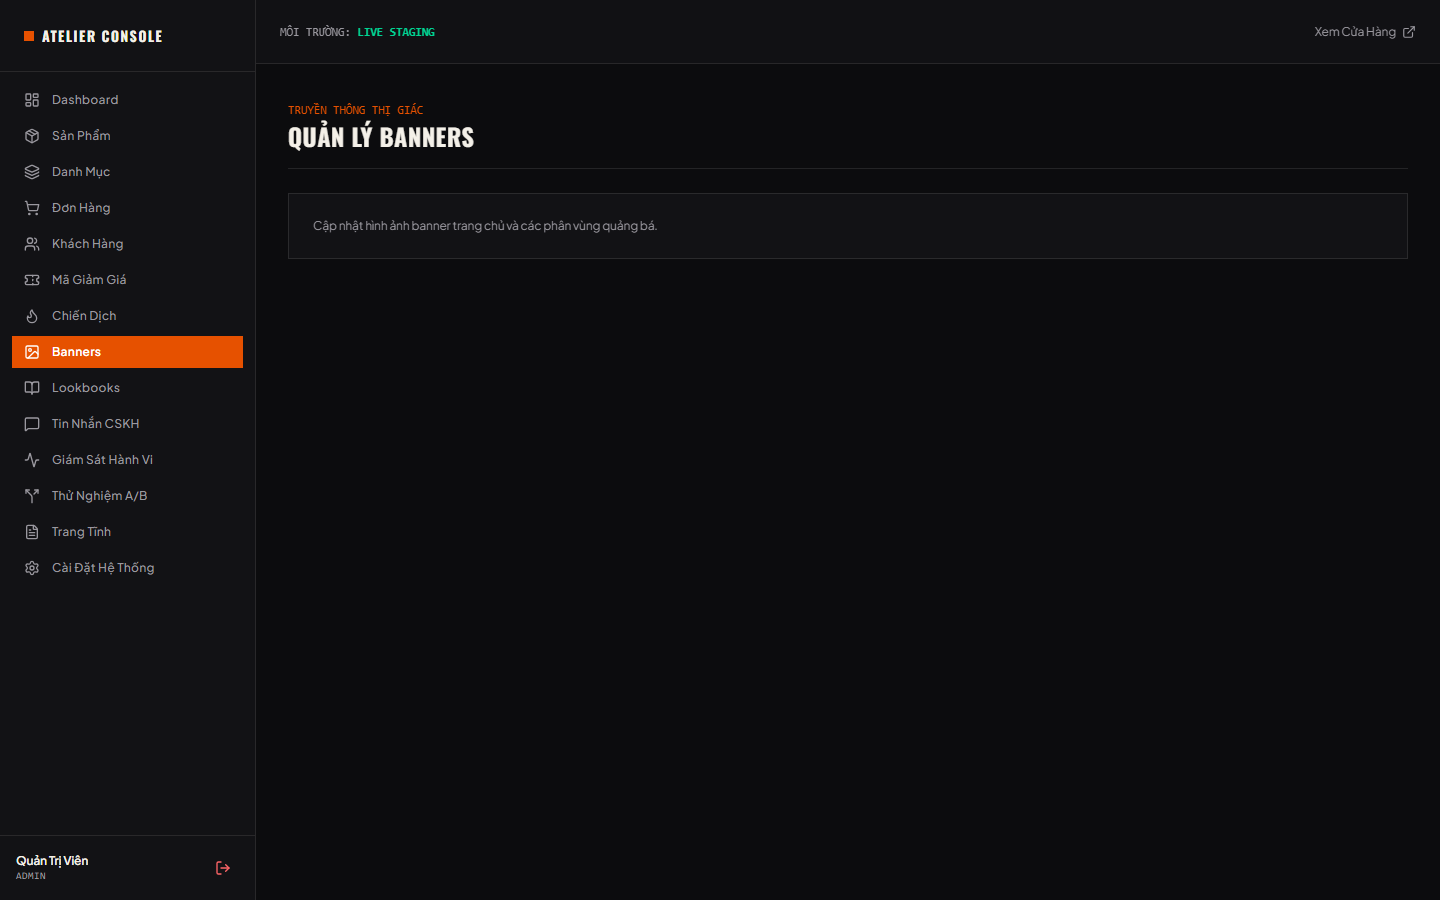 ATELIER CONSOLE
MÔI TRƯỜNG: LIVE STAGING
Xem Cửa Hàng
Dashboard
Sản Phẩm
Danh Mục
Đơn Hàng
Khách Hàng
Mã Giảm Giá
Chiến Dịch
Banners
Lookbooks
Tin Nhắn CSKH
Giám Sát Hành Vi
Thử Nghiệm A/B
Trang Tĩnh
Cài Đặt Hệ Thống
Quản Trị Viên
ADMIN
TRUYỀN THÔNG THỊ GIÁC
QUẢN LÝ BANNERS
Cập nhật hình ảnh banner trang chủ và các phân vùng quảng bá.